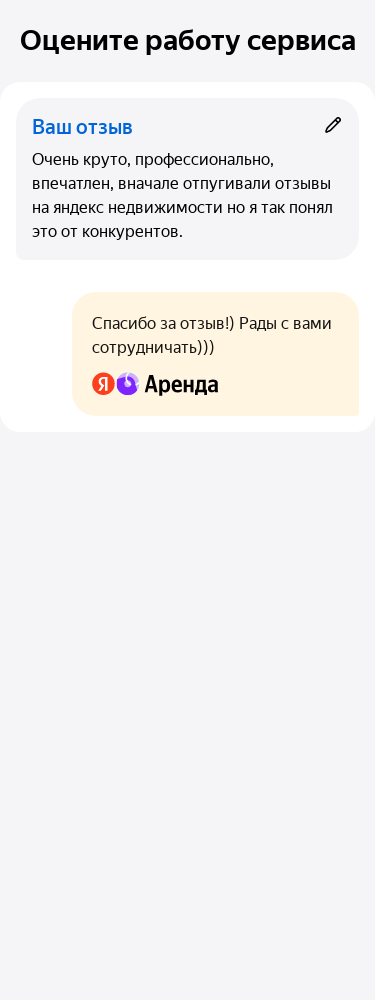 Оцените работу сервиса
Ваш отзыв
Очень круто, профессионально,
впечатлен, вначале отпугивали отзывы
на яндекс недвижимости но я так понял
это от конкурентов.
Спасибо за отзыв!) Рады с вами
сотрудничать)))
Я Аренда